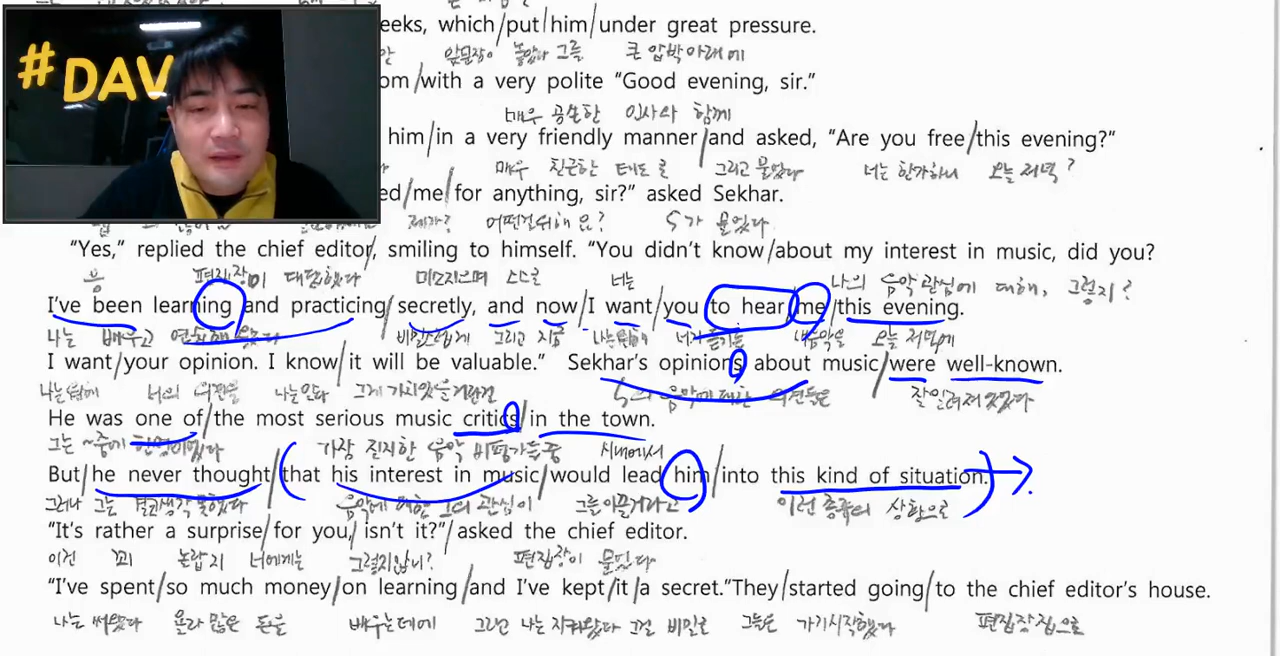 #DAV
eeks, which/put/him/under great pressure.
앞문장이 놓았다 그를 큰 압박아래에
om/with a very polite “Good evening, sir.”
매우 공손한 인사와 함께
him/in a very friendly manner/and asked, “Are you free/this evening?”
매우 친근한 태도로 그리고 물었다 너는 한가하니 오늘 저녁?
ed/me/for anything, sir?” asked Sekhar.
제가? 어떤걸위해요? S가 물었다
“Yes,” replied the chief editor/, smiling to himself. “You didn’t know/about my interest in music, did you?
응 편집장이 대답했다 미소지으며 스스로 너는 나의 음악 관심에 대해, 그렇지?
I’ve been learning and practicing/secretly, and now/I want/you to hear/me/this evening.
나는 배우고 연습해왔다 비밀스럽게 그리고 지금 나는원해 네가 듣기를 내음악을 오늘 저녁에
I want/your opinion. I know/it will be valuable.” Sekhar’s opinions about music/were well-known.
나는원해 너의 의견을 나는안다 그게 가치있을거란걸 S의 음악에대한 의견들은 잘알려져있었다
He was one of/the most serious music critics/in the town.
그는 ~중에 한명이었다 가장 진지한 음악 비평가들중 시내에서
But/he never thought/(that his interest in music/would lead him/into this kind of situation.)→?
그러나 그는 결코생각 못했다 음악에 대한 그의 관심이 그를이끌거라고 이런 종류의 상황으로
“It’s rather a surprise/for you/, isn’t it?”/asked the chief editor.
이건 꽤 놀랍지 너에게는 그렇지않니? 편집장이 물었다
“I’ve spent/so much money/on learning/and I’ve kept/it/a secret.”They/started going/to the chief editor’s house.
나는 써왔다 많은 돈을 배우는데에 그리고 나는 지켜왔다 그걸 비밀로 그들은 가기시작했다 편집장집으로